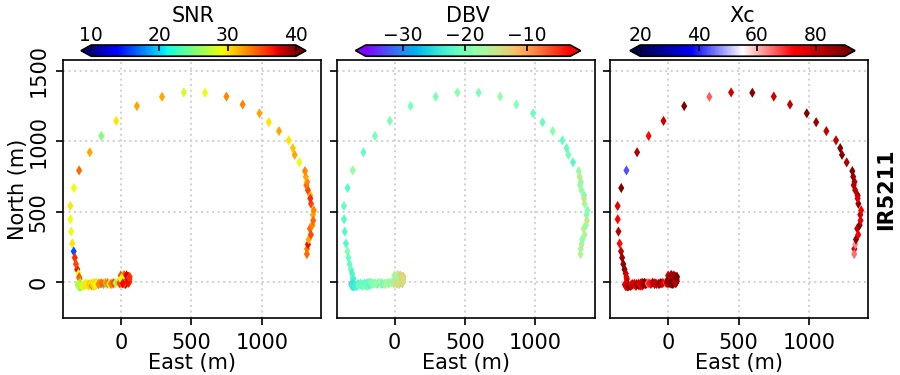 SNR DBV Xc
10 20 30 40 −30 −20 −10 20 40 60 80
1500
1000
500
0
North (m)
IR5211
0 500 1000 0 500 1000 0 500 1000
East (m) East (m) East (m)